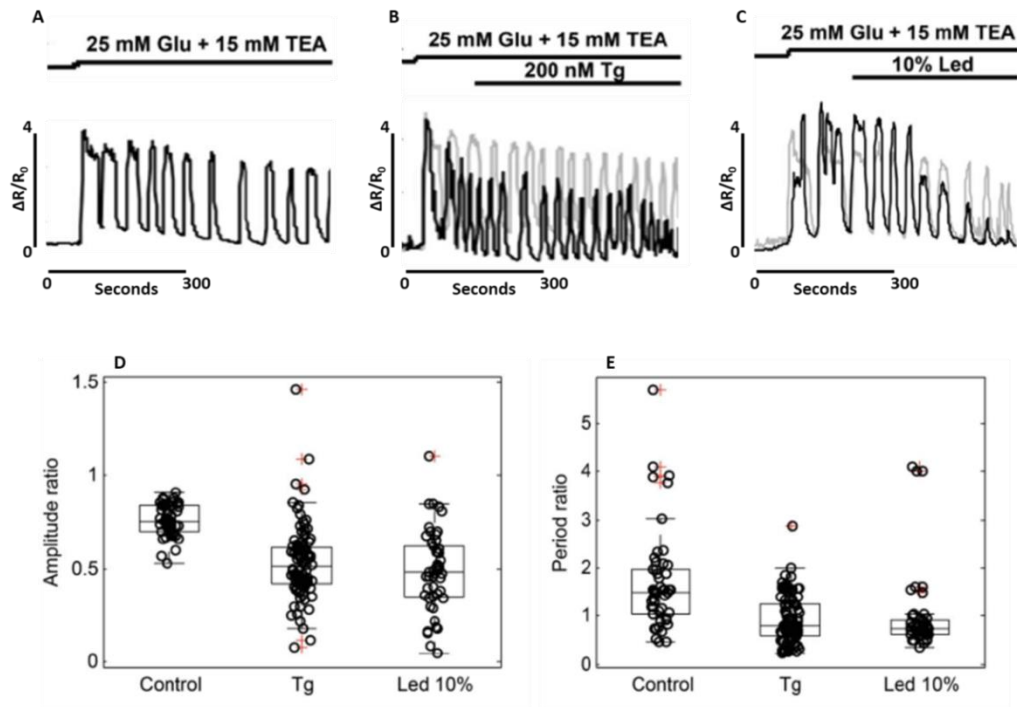 A
25 mM Glu + 15 mM TEA
4
ΔR/R0
0
0 Seconds 300
B
25 mM Glu + 15 mM TEA
200 nM Tg
4
ΔR/R0
0
0 Seconds 300
C
25 mM Glu + 15 mM TEA
10% Led
4
ΔR/R0
0
0 Seconds 300
D
1.5
1
0.5
0
Amplitude ratio
Control Tg Led 10%
E
5
4
3
2
1
0
Period ratio
Control Tg Led 10%